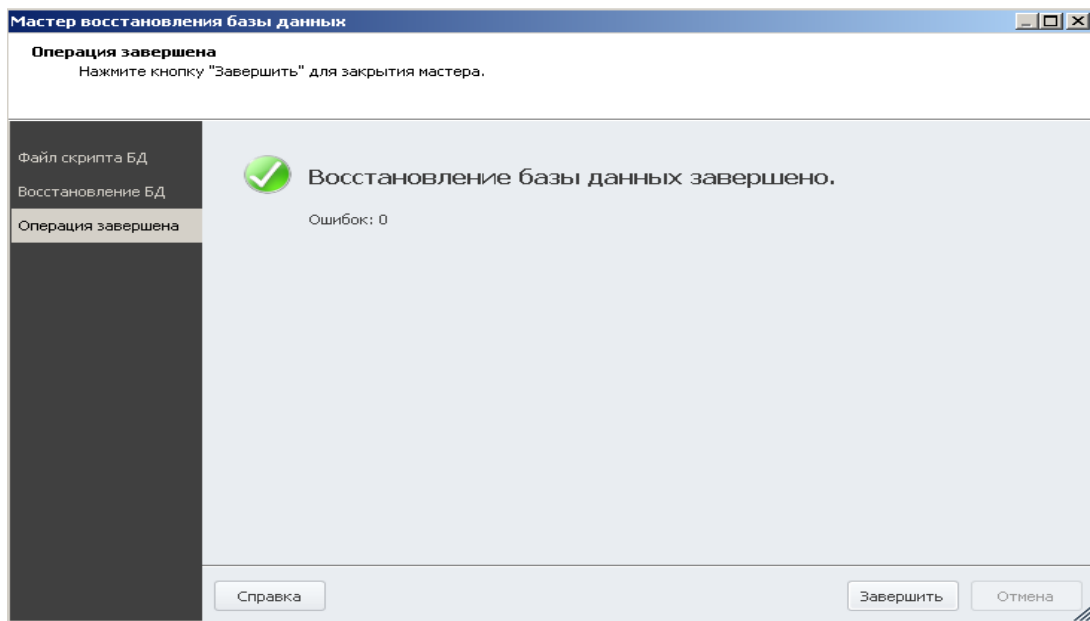 Мастер восстановления базы данных
Операция завершена
Нажмите кнопку "Завершить" для закрытия мастера.
Файл скрипта БД
Восстановление БД
Операция завершена
Восстановление базы данных завершено.
Ошибок: 0
Справка
Завершить
Отмена